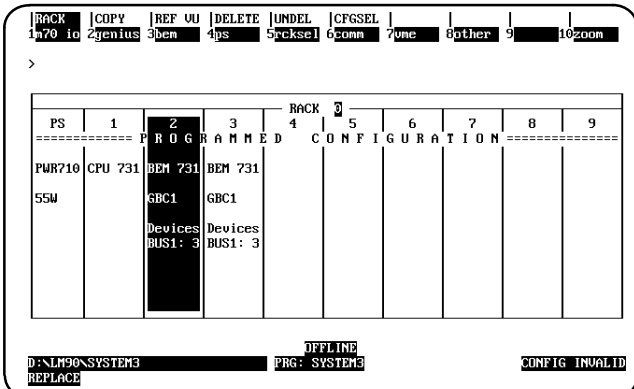 RACK COPY REF VU DELETE UNDEL CFGSEL
1m70 io 2genius 3bem 4ps 5rcksel 6comm 7vme 8other 9 10zoom
>
RACK 0
PS 1 2 3 4 5 6 7 8 9
============= P R O G R A M M E D C O N F I G U R A T I O N =============
PWR710 CPU 731 BEM 731 BEM 731
55W GBC1 GBC1
Devices Devices
BUS1: 3 BUS1: 3
OFFLINE
D:\LM90\SYSTEM3 PRG: SYSTEM3 CONFIG INVALID
REPLACE